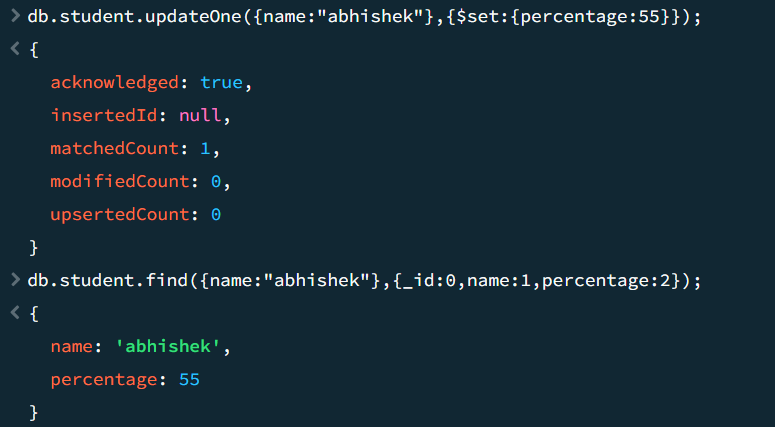 > db.student.updateOne({name:"abhishek"},{$set:{percentage:55}});
< {
acknowledged: true,
insertedId: null,
matchedCount: 1,
modifiedCount: 0,
upsertedCount: 0
}
> db.student.find({name:"abhishek"},{_id:0,name:1,percentage:2});
< {
name: 'abhishek',
percentage: 55
}